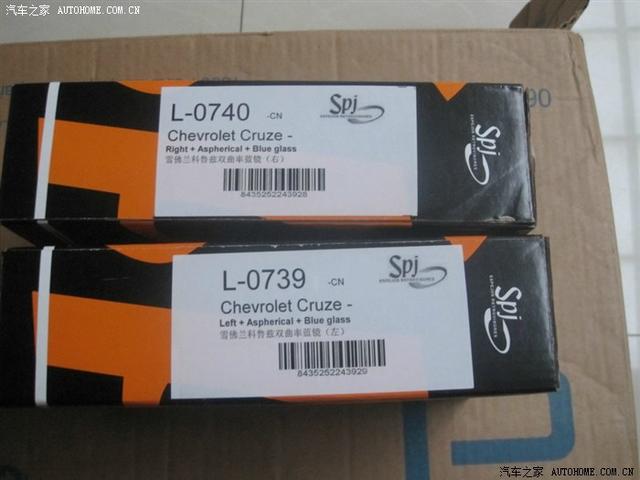 汽车之家 AUTOHOME.COM.CN
90
L-0740 -CN
Spj
Chevrolet Cruze -
Right + Aspherical + Blue glass
雪佛兰科鲁兹双曲率蓝镜（右）
8435252243928
Spj
L-0739 -CN
Spj
Chevrolet Cruze -
Left + Aspherical + Blue glass
雪佛兰科鲁兹双曲率蓝镜（左）
8435252243929
Spj
汽车之家 AUTOHOME.COM.CN